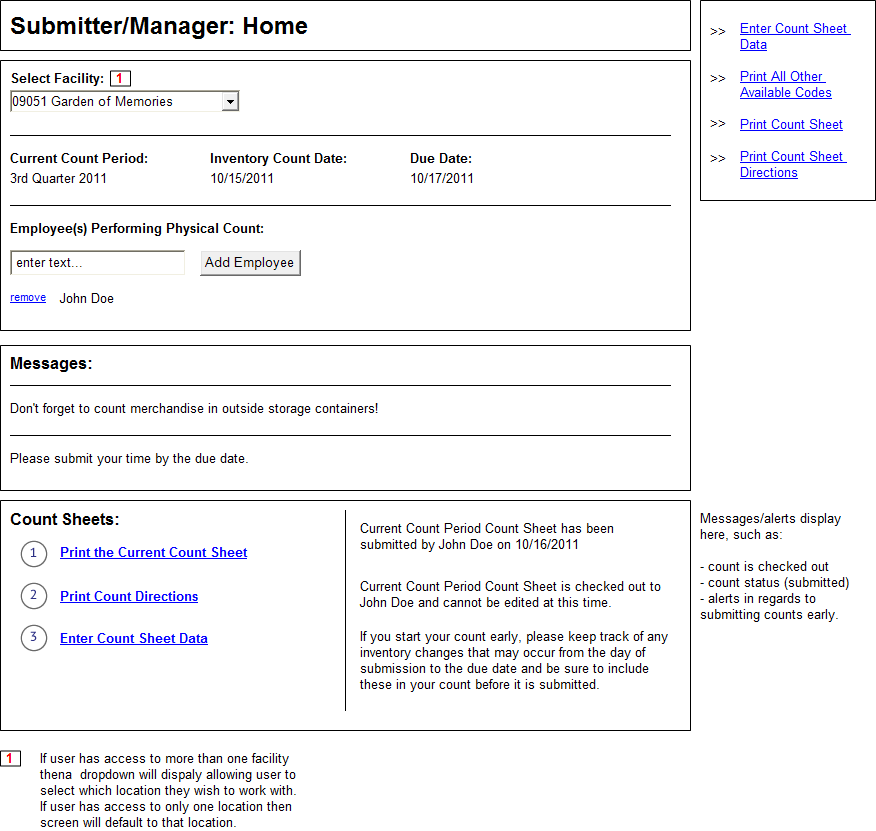 Submitter/Manager: Home
Select Facility: 1
09051 Garden of Memories
Current Count Period:
Inventory Count Date:
Due Date:
3rd Quarter 2011
10/15/2011
10/17/2011
Employee(s) Performing Physical Count:
enter text...
Add Employee
remove
John Doe
>> Enter Count Sheet
Data
>> Print All Other
Available Codes
>> Print Count Sheet
>> Print Count Sheet
Directions
Messages:
Don't forget to count merchandise in outside storage containers!
Please submit your time by the due date.
Count Sheets:
1 Print the Current Count Sheet
2 Print Count Directions
3 Enter Count Sheet Data
Current Count Period Count Sheet has been
submitted by John Doe on 10/16/2011
Current Count Period Count Sheet is checked out to
John Doe and cannot be edited at this time.
If you start your count early, please keep track of any
inventory changes that may occur from the day of
submission to the due date and be sure to include
these in your count before it is submitted.
Messages/alerts display
here, such as:
- count is checked out
- count status (submitted)
- alerts in regards to
submitting counts early.
1 If user has access to more than one facility
thena dropdown will dispaly allowing user to
select which location they wish to work with.
If user has access to only one location then
screen will default to that location.